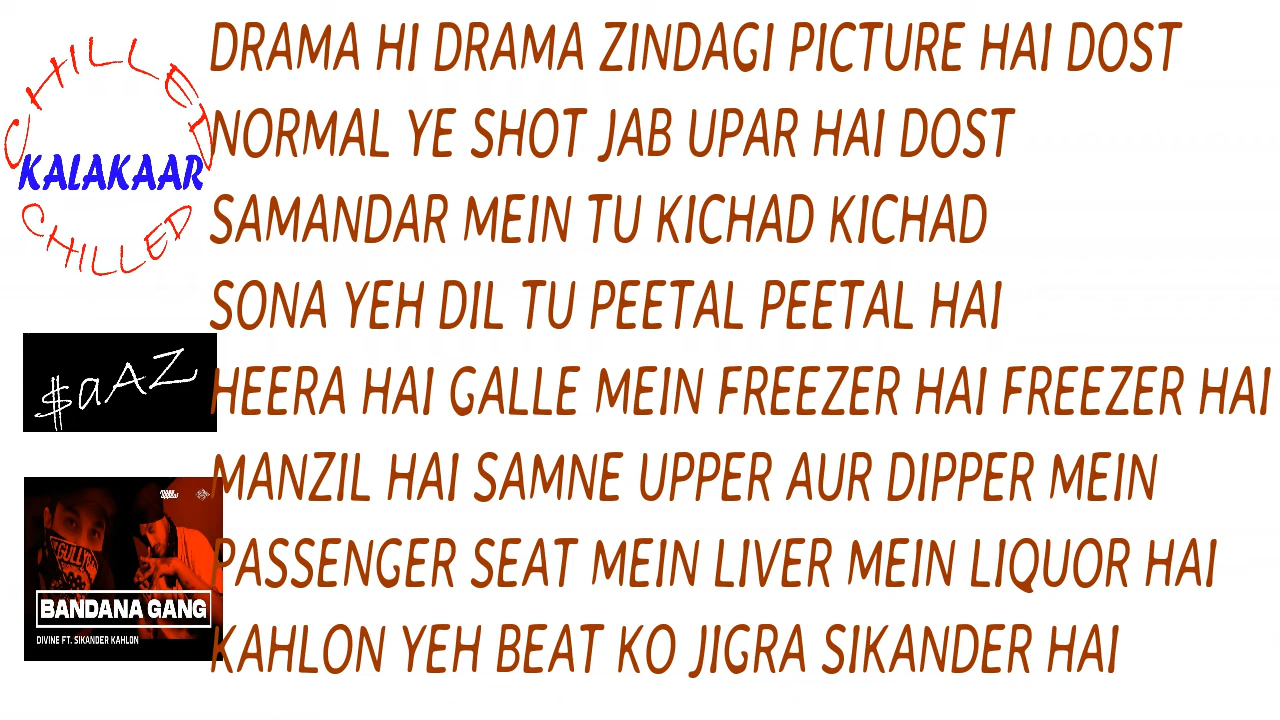 CHILLED
KALAKAAR
CHILLED
$aAZ
GULLY
BANDANA GANG
DIVINE FT. SIKANDER KAHLON
DRAMA HI DRAMA ZINDAGI PICTURE HAI DOST
NORMAL YE SHOT JAB UPAR HAI DOST
SAMANDAR MEIN TU KICHAD KICHAD
SONA YEH DIL TU PEETAL PEETAL HAI
HEERA HAI GALLE MEIN FREEZER HAI FREEZER HAI
MANZIL HAI SAMNE UPPER AUR DIPPER MEIN
PASSENGER SEAT MEIN LIVER MEIN LIQUOR HAI
KAHLON YEH BEAT KO JIGRA SIKANDER HAI